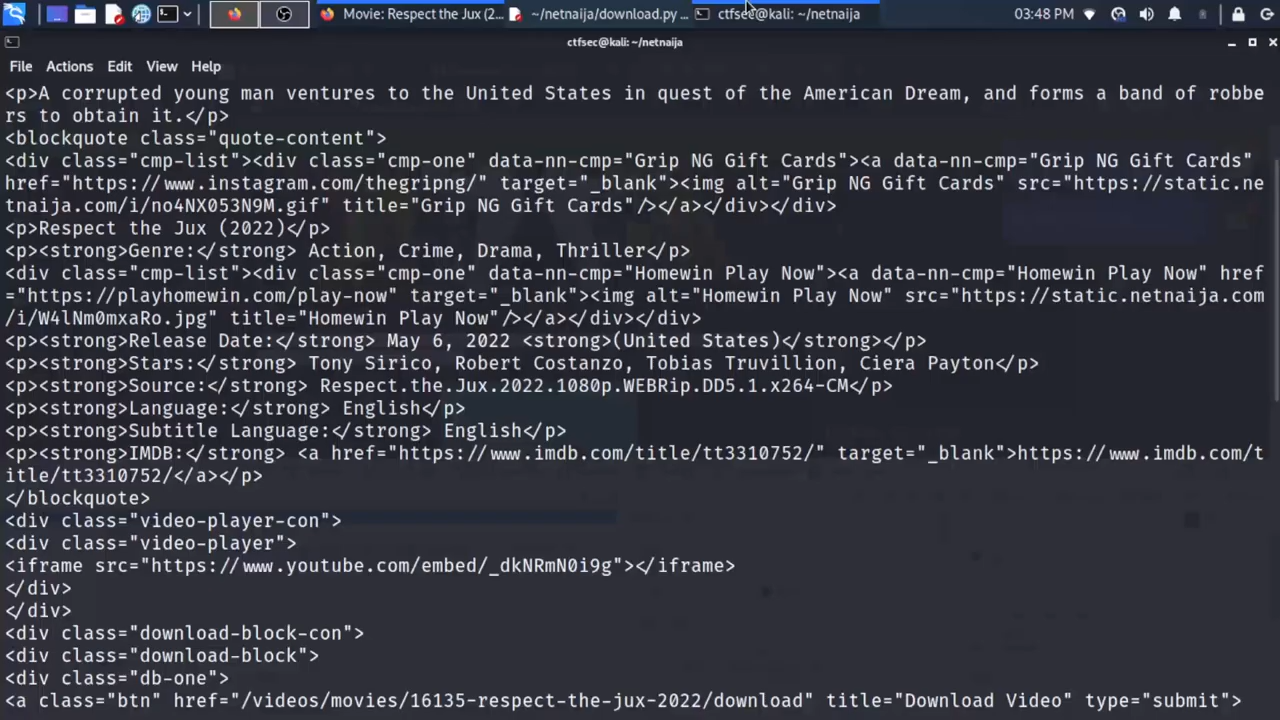 Movie: Respect the Jux (2... ~/netnaija/download.py ... ctfsec@kali: ~/netnaija 03:48 PM
ctfsec@kali: ~/netnaija
File Actions Edit View Help
<p>A corrupted young man ventures to the United States in quest of the American Dream, and forms a band of robbe
rs to obtain it.</p>
<blockquote class="quote-content">
<div class="cmp-list"><div class="cmp-one" data-nn-cmp="Grip NG Gift Cards"><a data-nn-cmp="Grip NG Gift Cards"
href="https://www.instagram.com/thegripng/" target="_blank"><img alt="Grip NG Gift Cards" src="https://static.ne
tnaija.com/i/no4NX053N9M.gif" title="Grip NG Gift Cards"/></a></div></div>
<p>Respect the Jux (2022)</p>
<p><strong>Genre:</strong> Action, Crime, Drama, Thriller</p>
<div class="cmp-list"><div class="cmp-one" data-nn-cmp="Homewin Play Now"><a data-nn-cmp="Homewin Play Now" href
="https://playhomewin.com/play-now" target="_blank"><img alt="Homewin Play Now" src="https://static.netnaija.com
/i/W4lNm0mxaRo.jpg" title="Homewin Play Now"/></a></div></div>
<p><strong>Release Date:</strong> May 6, 2022 <strong>(United States)</strong></p>
<p><strong>Stars:</strong> Tony Sirico, Robert Costanzo, Tobias Truvillion, Ciera Payton</p>
<p><strong>Source:</strong> Respect.the.Jux.2022.1080p.WEBRip.DD5.1.x264-CM</p>
<p><strong>Language:</strong> English</p>
<p><strong>Subtitle Language:</strong> English</p>
<p><strong>IMDB:</strong> <a href="https://www.imdb.com/title/tt3310752/" target="_blank">https://www.imdb.com/t
itle/tt3310752/</a></p>
</blockquote>
<div class="video-player-con">
<div class="video-player">
<iframe src="https://www.youtube.com/embed/_dkNRmN0i9g"></iframe>
</div>
</div>
<div class="download-block-con">
<div class="download-block">
<div class="db-one">
<a class="btn" href="/videos/movies/16135-respect-the-jux-2022/download" title="Download Video" type="submit">